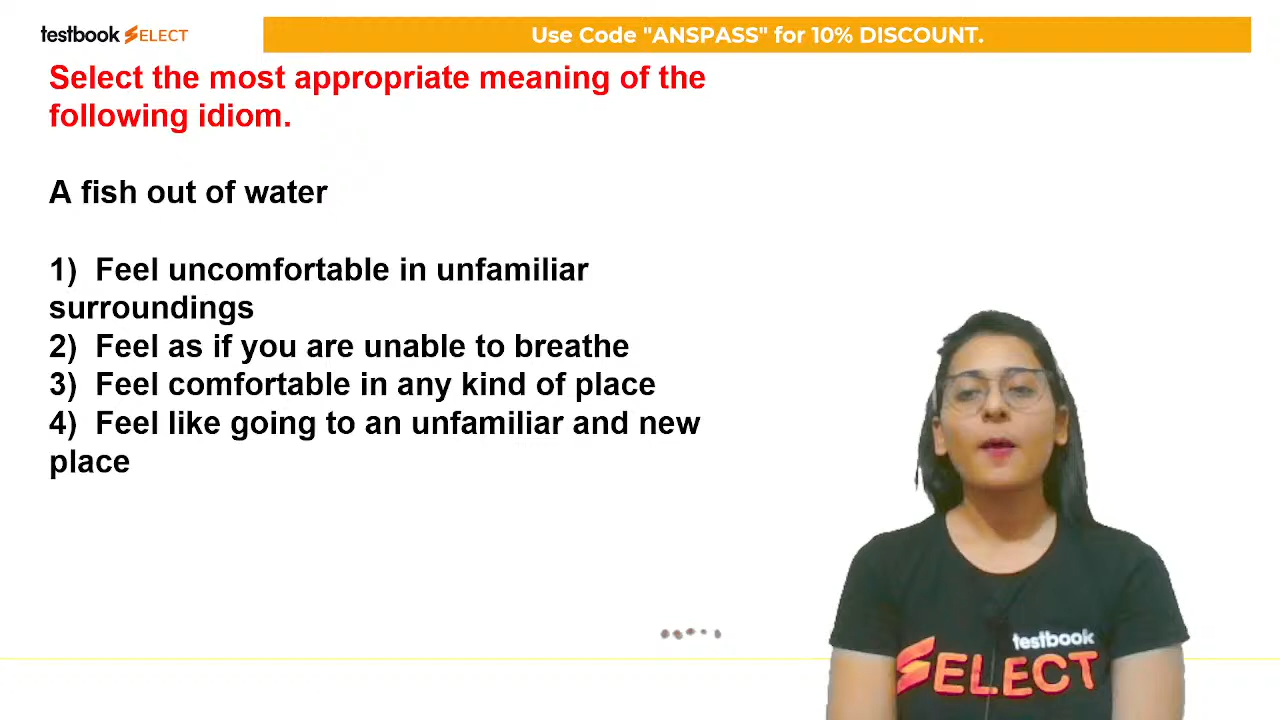 testbook SELECT
Use Code "ANSPASS" for 10% DISCOUNT.
Select the most appropriate meaning of the
following idiom.
A fish out of water
1) Feel uncomfortable in unfamiliar
surroundings
2) Feel as if you are unable to breathe
3) Feel comfortable in any kind of place
4) Feel like going to an unfamiliar and new
place
testbook
SELECT